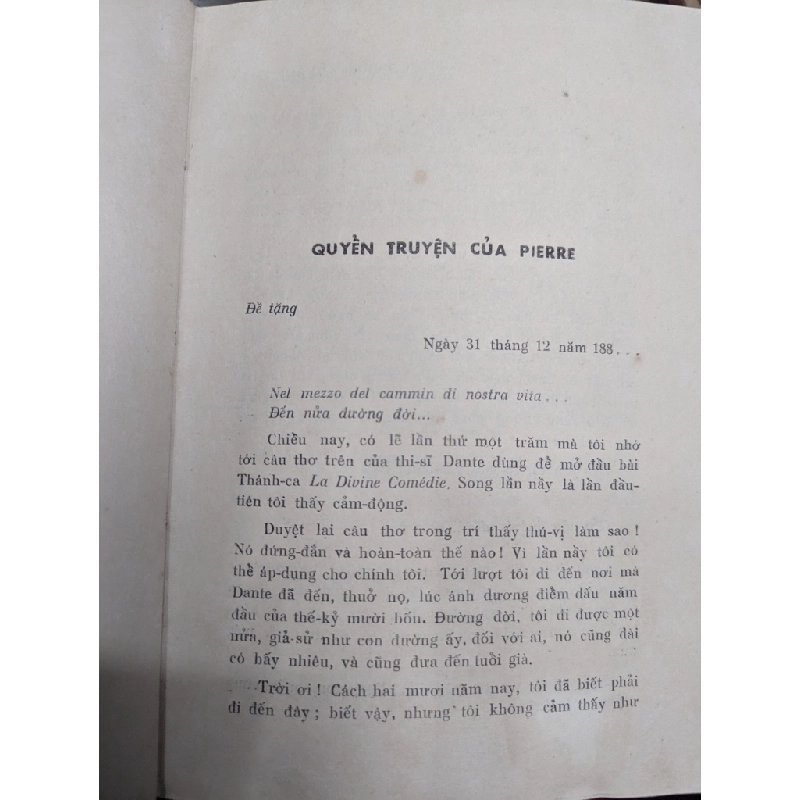 QUYỂN TRUYỆN CỦA PIERRE
Đề tặng
Ngày 31 tháng 12 năm 188...
Nel mezzo del cammin di nostra vita...
Đến nửa đường đời...
Chiều nay, có lẽ lần thứ một trăm mà tôi nhớ
tới câu thơ trên của thi-sĩ Dante dùng để mở đầu bài
Thánh-ca La Divine Comédie. Song lần nầy là lần đầu-
tiên tôi thấy cảm-động.
Duyệt lại câu thơ trong trí thấy thú-vị làm sao !
Nó đứng-đắn và hoàn-toàn thế nào ! Vì lần nầy tôi có
thể áp-dụng cho chính tôi. Tới lượt tôi đi đến nơi mà
Dante đã đến, thuở nọ, lúc ánh dương điểm dấu năm
đầu của thế-kỷ mười bốn. Đường đời, tôi đi được một
nửa, giả-sử như con đường ấy, đối với ai, nó cũng dài
có bấy nhiêu, và cũng đưa đến tuổi già.
Trời ơi ! Cách hai mươi năm nay, tôi đã biết phải
đi đến đây ; biết vậy, nhưng tôi không cảm thấy như